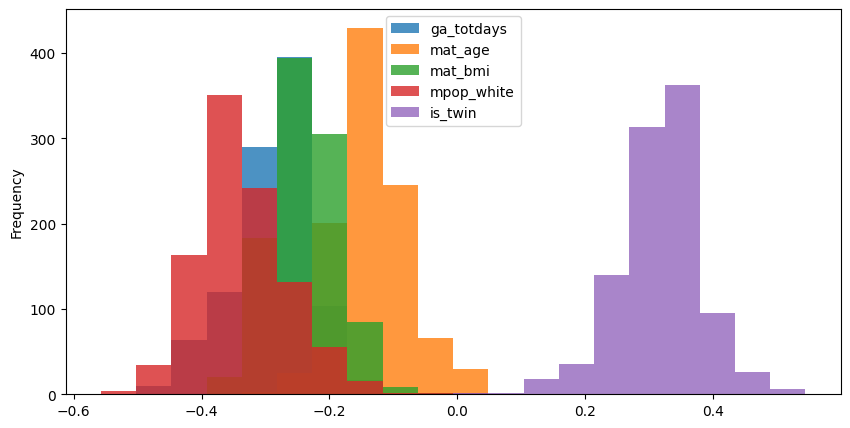 ga_totdays
mat_age
mat_bmi
mpop_white
is_twin
Frequency
400
300
200
100
0
-0.6
-0.4
-0.2
0.0
0.2
0.4